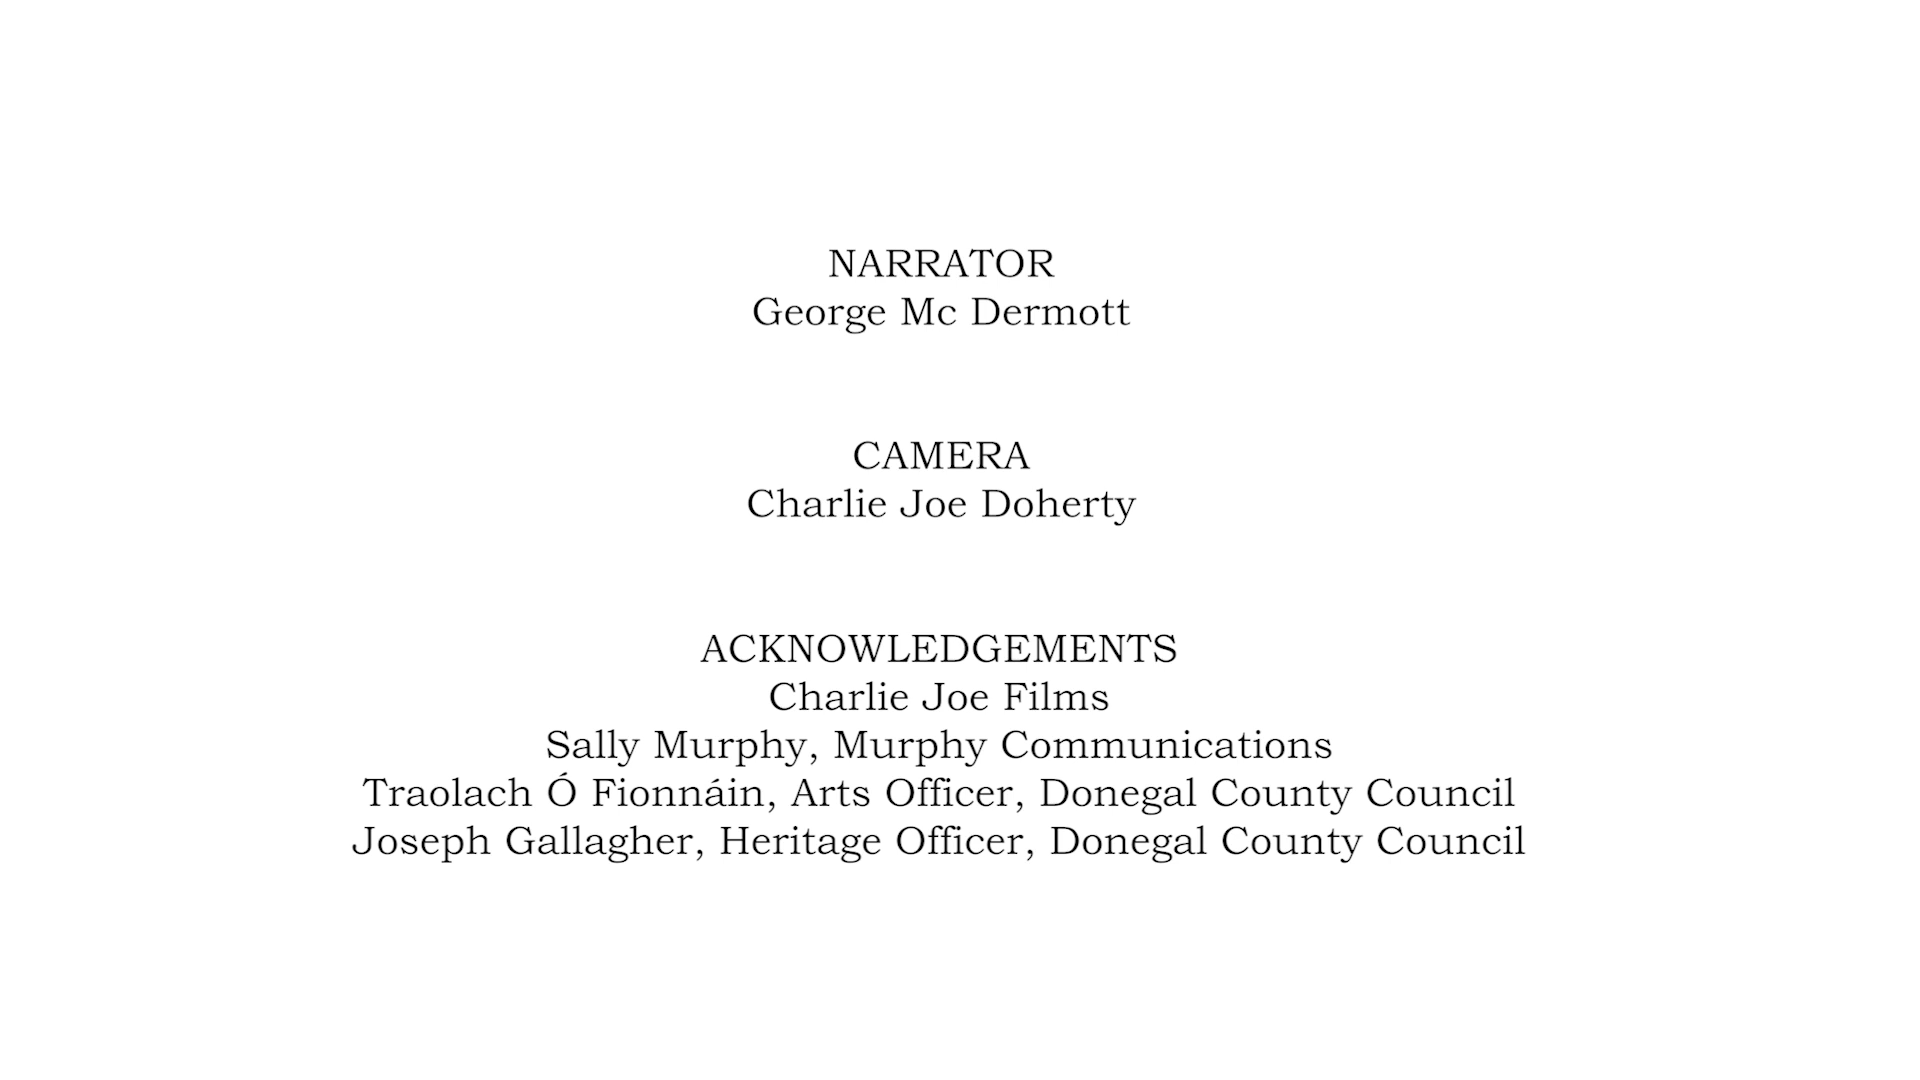 NARRATOR
George Mc Dermott
CAMERA
Charlie Joe Doherty
ACKNOWLEDGEMENTS
Charlie Joe Films
Sally Murphy, Murphy Communications
Traolach Ó Fionnáin, Arts Officer, Donegal County Council
Joseph Gallagher, Heritage Officer, Donegal County Council